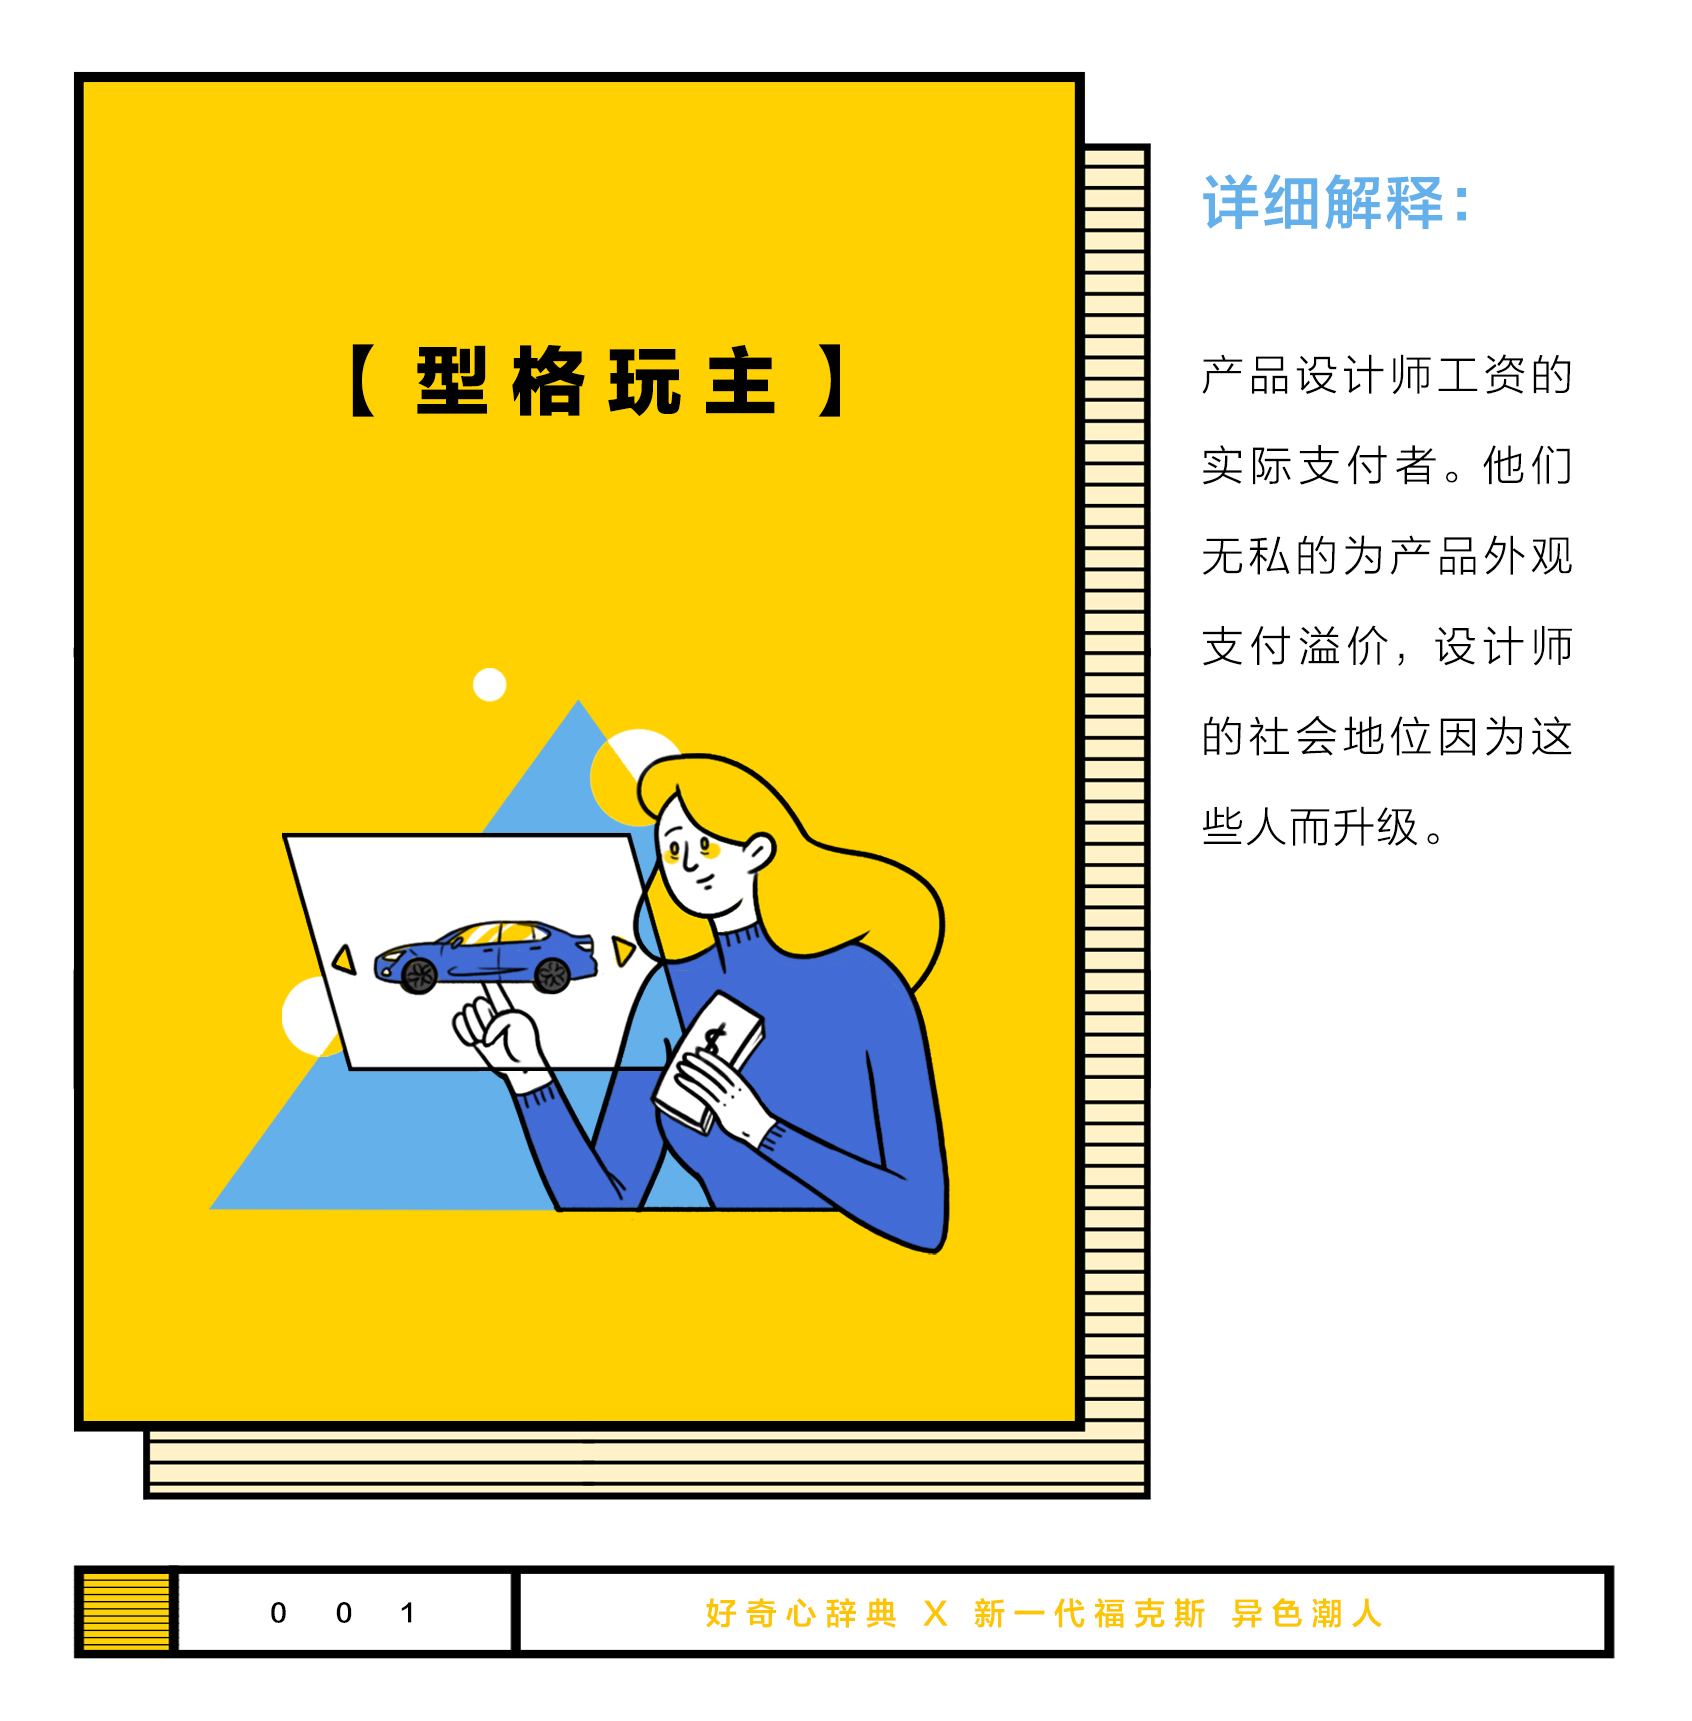 【型格玩主】
详细解释：
产品设计师工资的
实际支付者。他们
无私的为产品外观
支付溢价，设计师
的社会地位因为这
些人而升级。
$
001
好奇心辞典 X 新一代福克斯 异色潮人